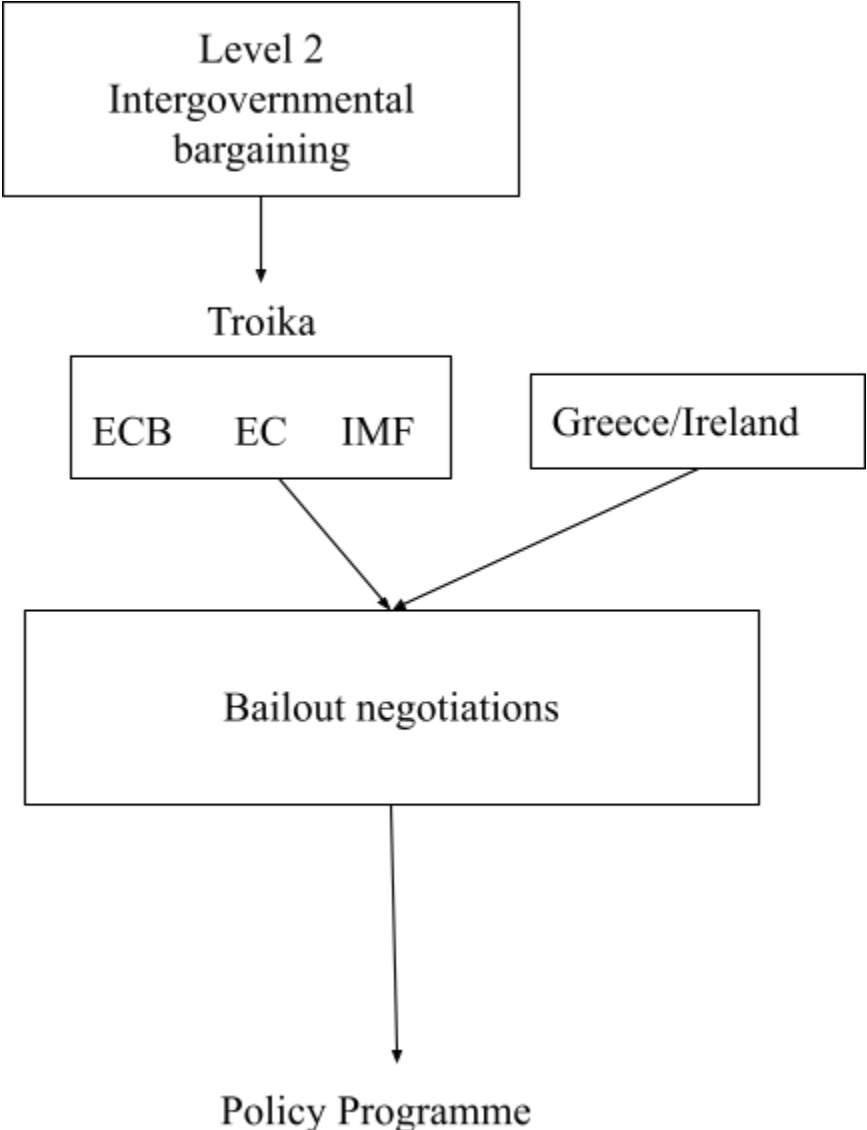 Level 2
Intergovernmental
bargaining
Troika
ECB EC IMF
Greece/Ireland
Bailout negotiations
Policy Programme